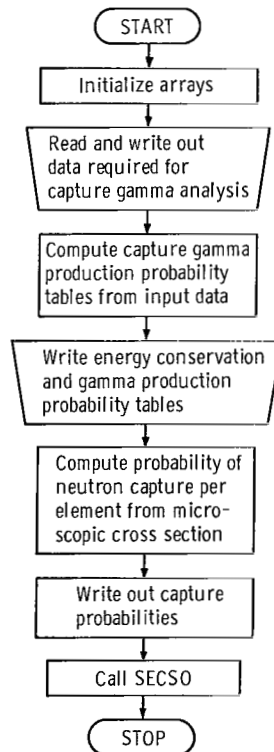 START
Initialize arrays
Read and write out
data required for
capture gamma analysis
Compute capture gamma
production probability
tables from input data
Write energy conservation
and gamma production
probability tables
Compute probability of
neutron capture per
element from micro-
scopic cross section
Write out capture
probabilities
Call SECSO
STOP